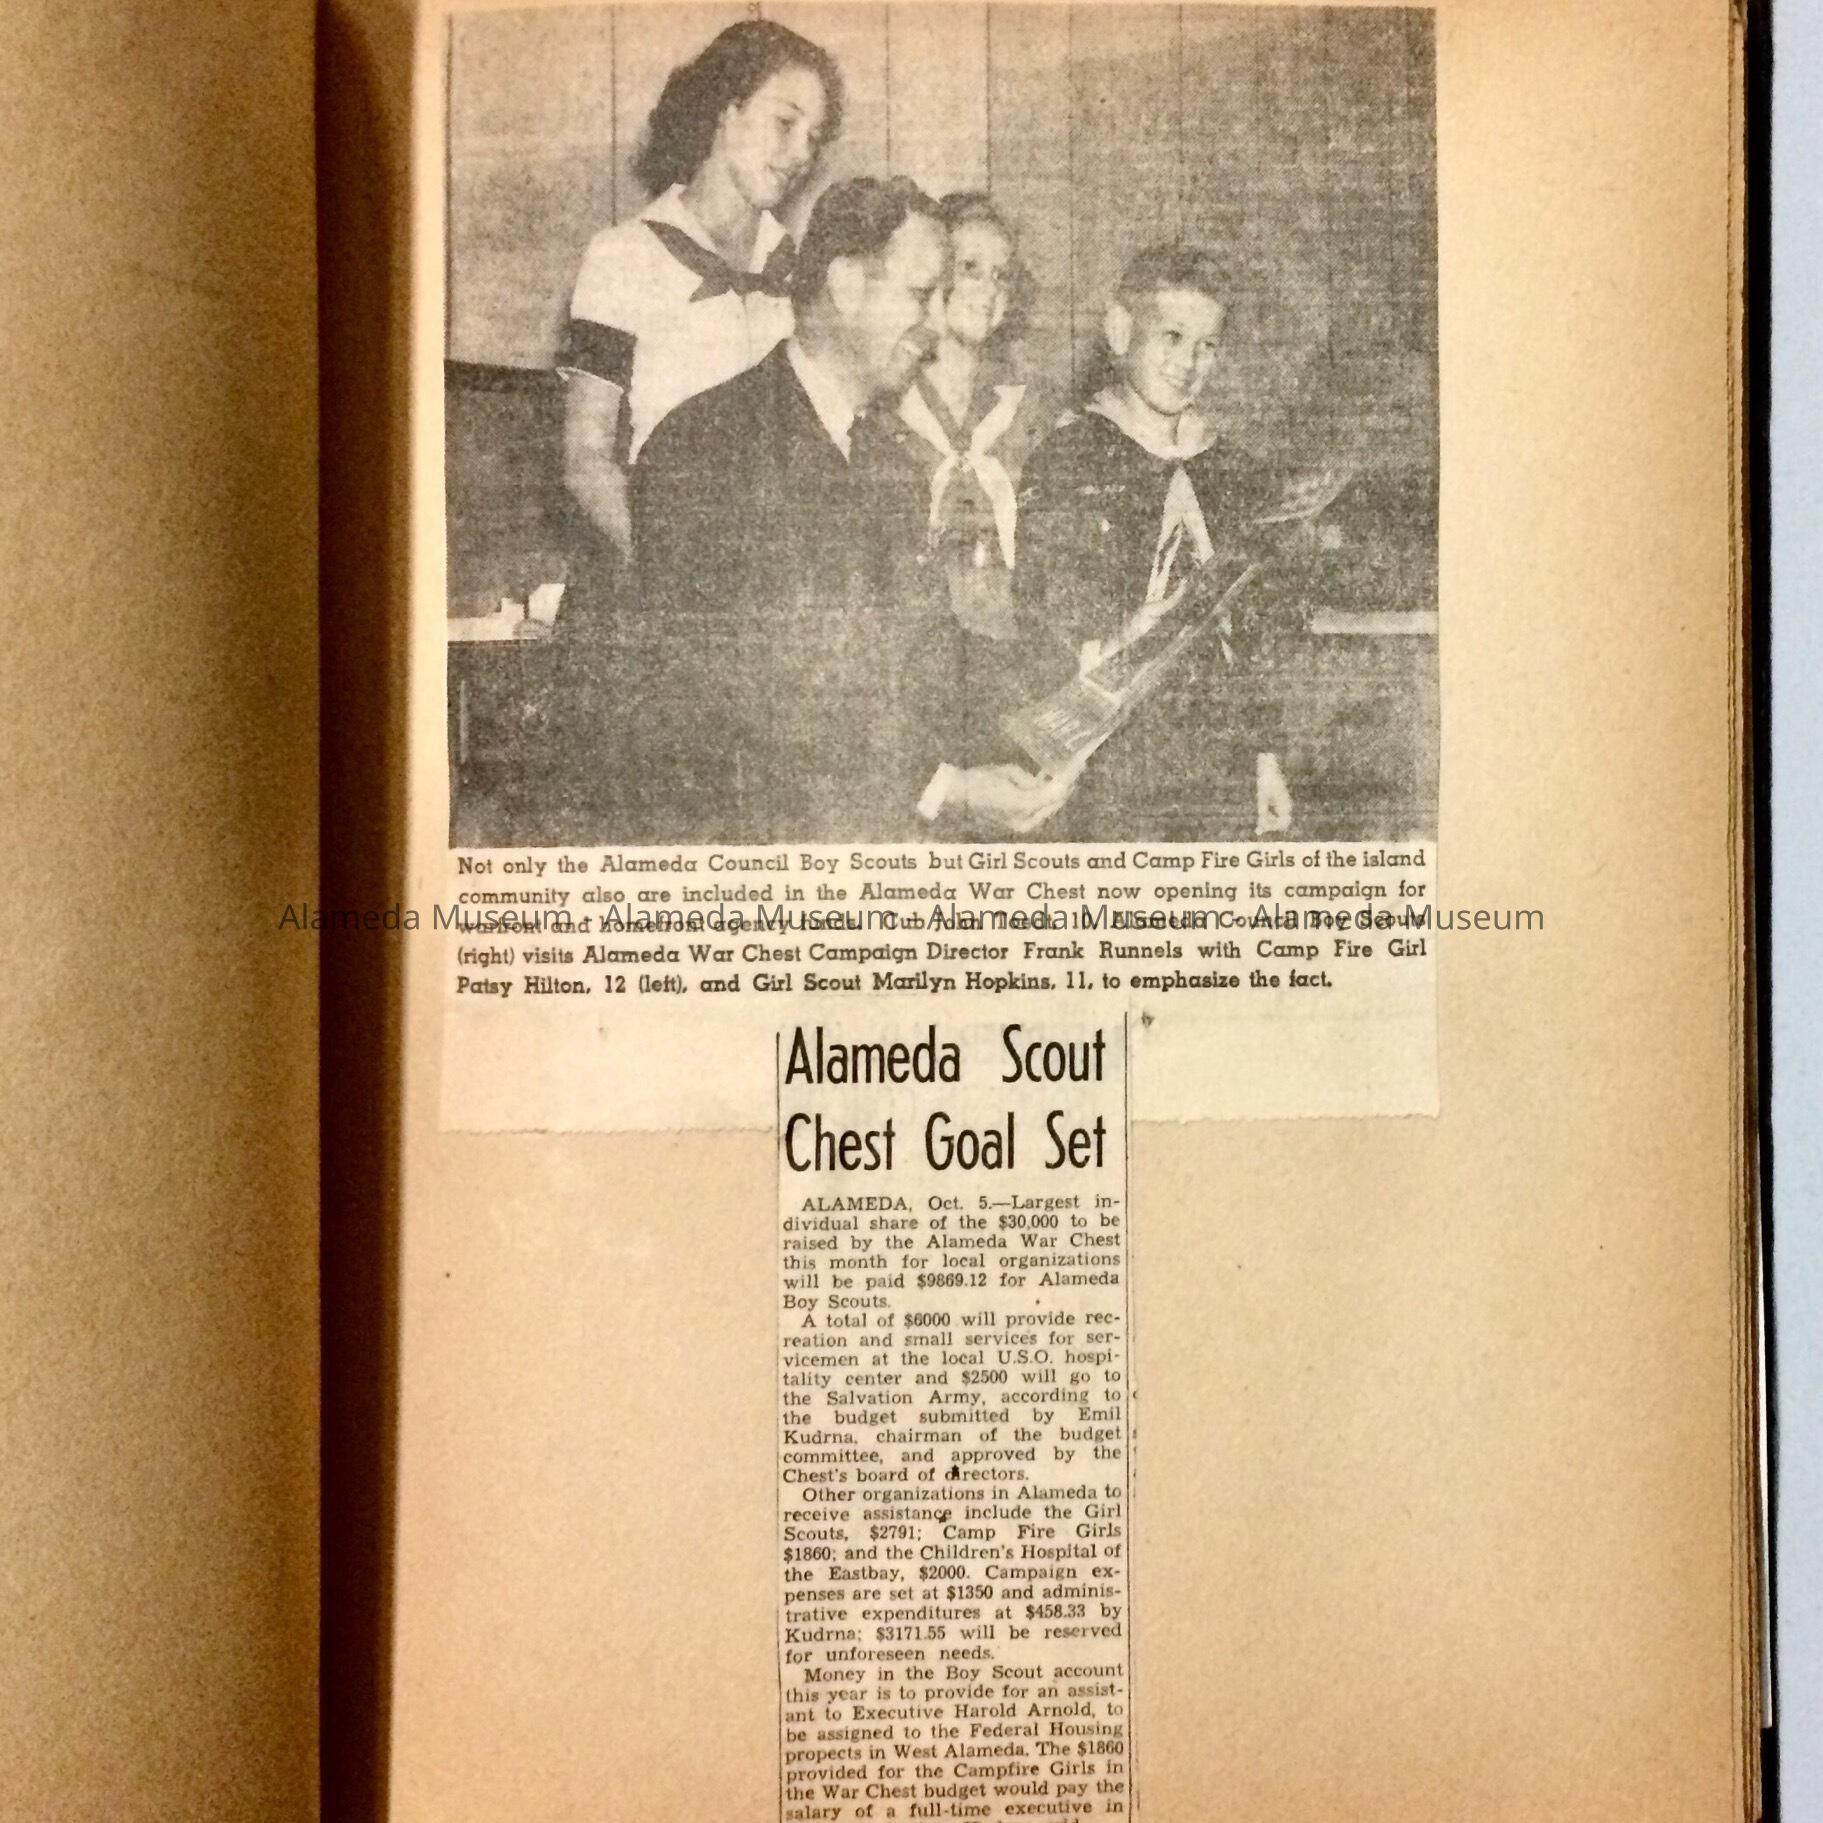 Not only the Alameda Council Boy Scouts but Girl Scouts and Camp Fire Girls of the island
community also are included in the Alameda War Chest now opening its campaign for
warfront and homefront agency funds. Cub John 10, Alameda Council Boy Scouts
Alameda Museum - Alameda Museum - Alameda Museum - Alameda Museum
(right) visits Alameda War Chest Campaign Director Frank Runnels with Camp Fire Girl
Patsy Hilton, 12 (left), and Girl Scout Marilyn Hopkins, 11, to emphasize the fact.
Alameda Scout
Chest Goal Set
ALAMEDA, Oct. 5.—Largest in-
dividual share of the $30,000 to be
raised by the Alameda War Chest
this month for local organizations
will be paid $9869.12 for Alameda
Boy Scouts.
A total of $6000 will provide rec-
reation and small services for ser-
vicemen at the local U.S.O. hospi-
tality center and $2500 will go to
the Salvation Army, according to
the budget submitted by Emil
Kudrna, chairman of the budget
committee, and approved by the
Chest's board of directors.
Other organizations in Alameda to
receive assistance include the Girl
Scouts, $2791; Camp Fire Girls
$1860; and the Children's Hospital of
the Eastbay, $2000. Campaign ex-
penses are set at $1350 and adminis-
trative expenditures at $458.33 by
Kudrna; $3171.55 will be reserved
for unforeseen needs.
Money in the Boy Scout account
this year is to provide for an assist-
ant to Executive Harold Arnold, to
be assigned to the Federal Housing
propects in West Alameda. The $1860
provided for the Campfire Girls in
the War Chest budget would pay the
salary of a full-time executive in